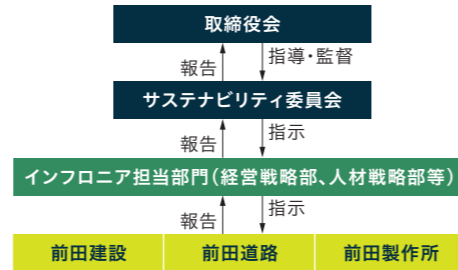 取締役会
報告
指導・監督
サステナビリティ委員会
報告
指示
インフロニア担当部門（経営戦略部、人材戦略部等）
報告
指示
前田建設
前田道路
前田製作所